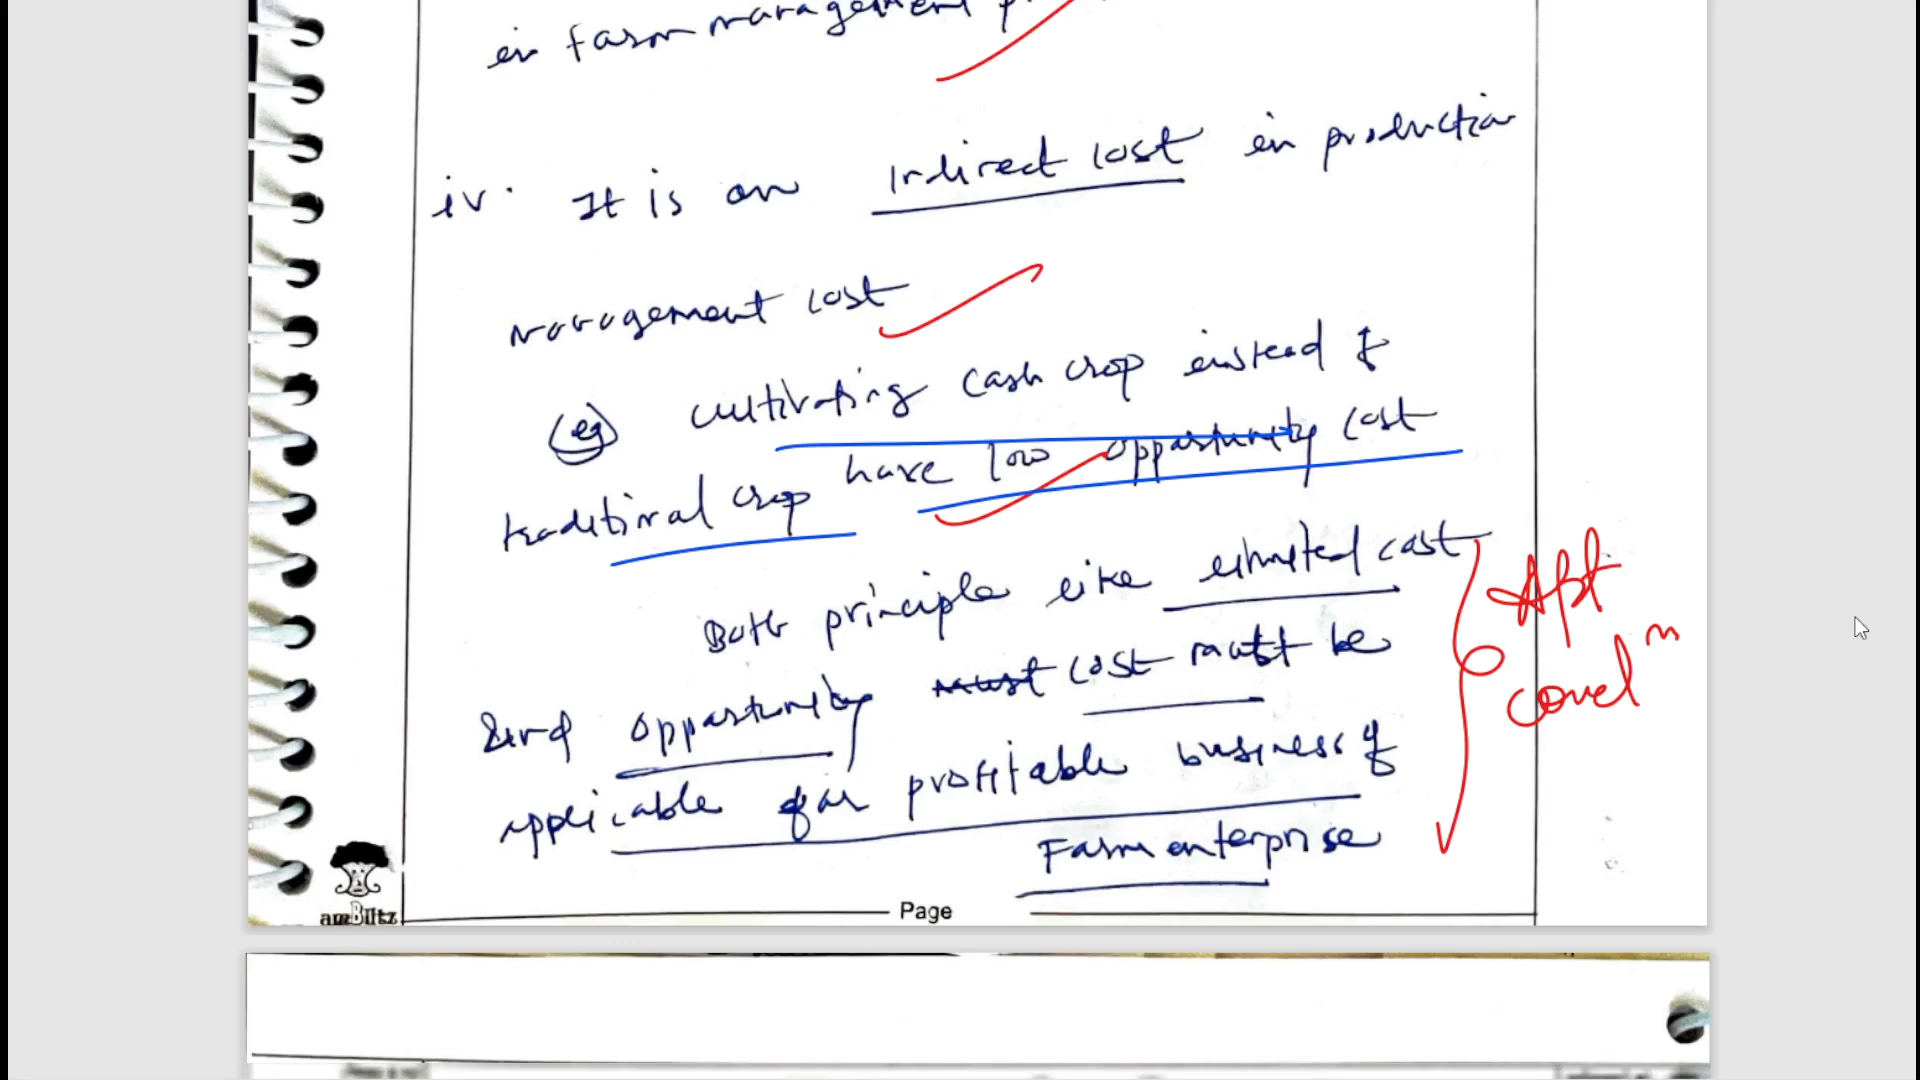 in farm management
iv. It is an Indirect cost in production
management cost
(eg) cultivating cash crop instead of
traditional crop have low opportunity cost
Both principle like cost
opportunity must cost must be
applicable for profitable business of
Farm enterprise
Apt
Page